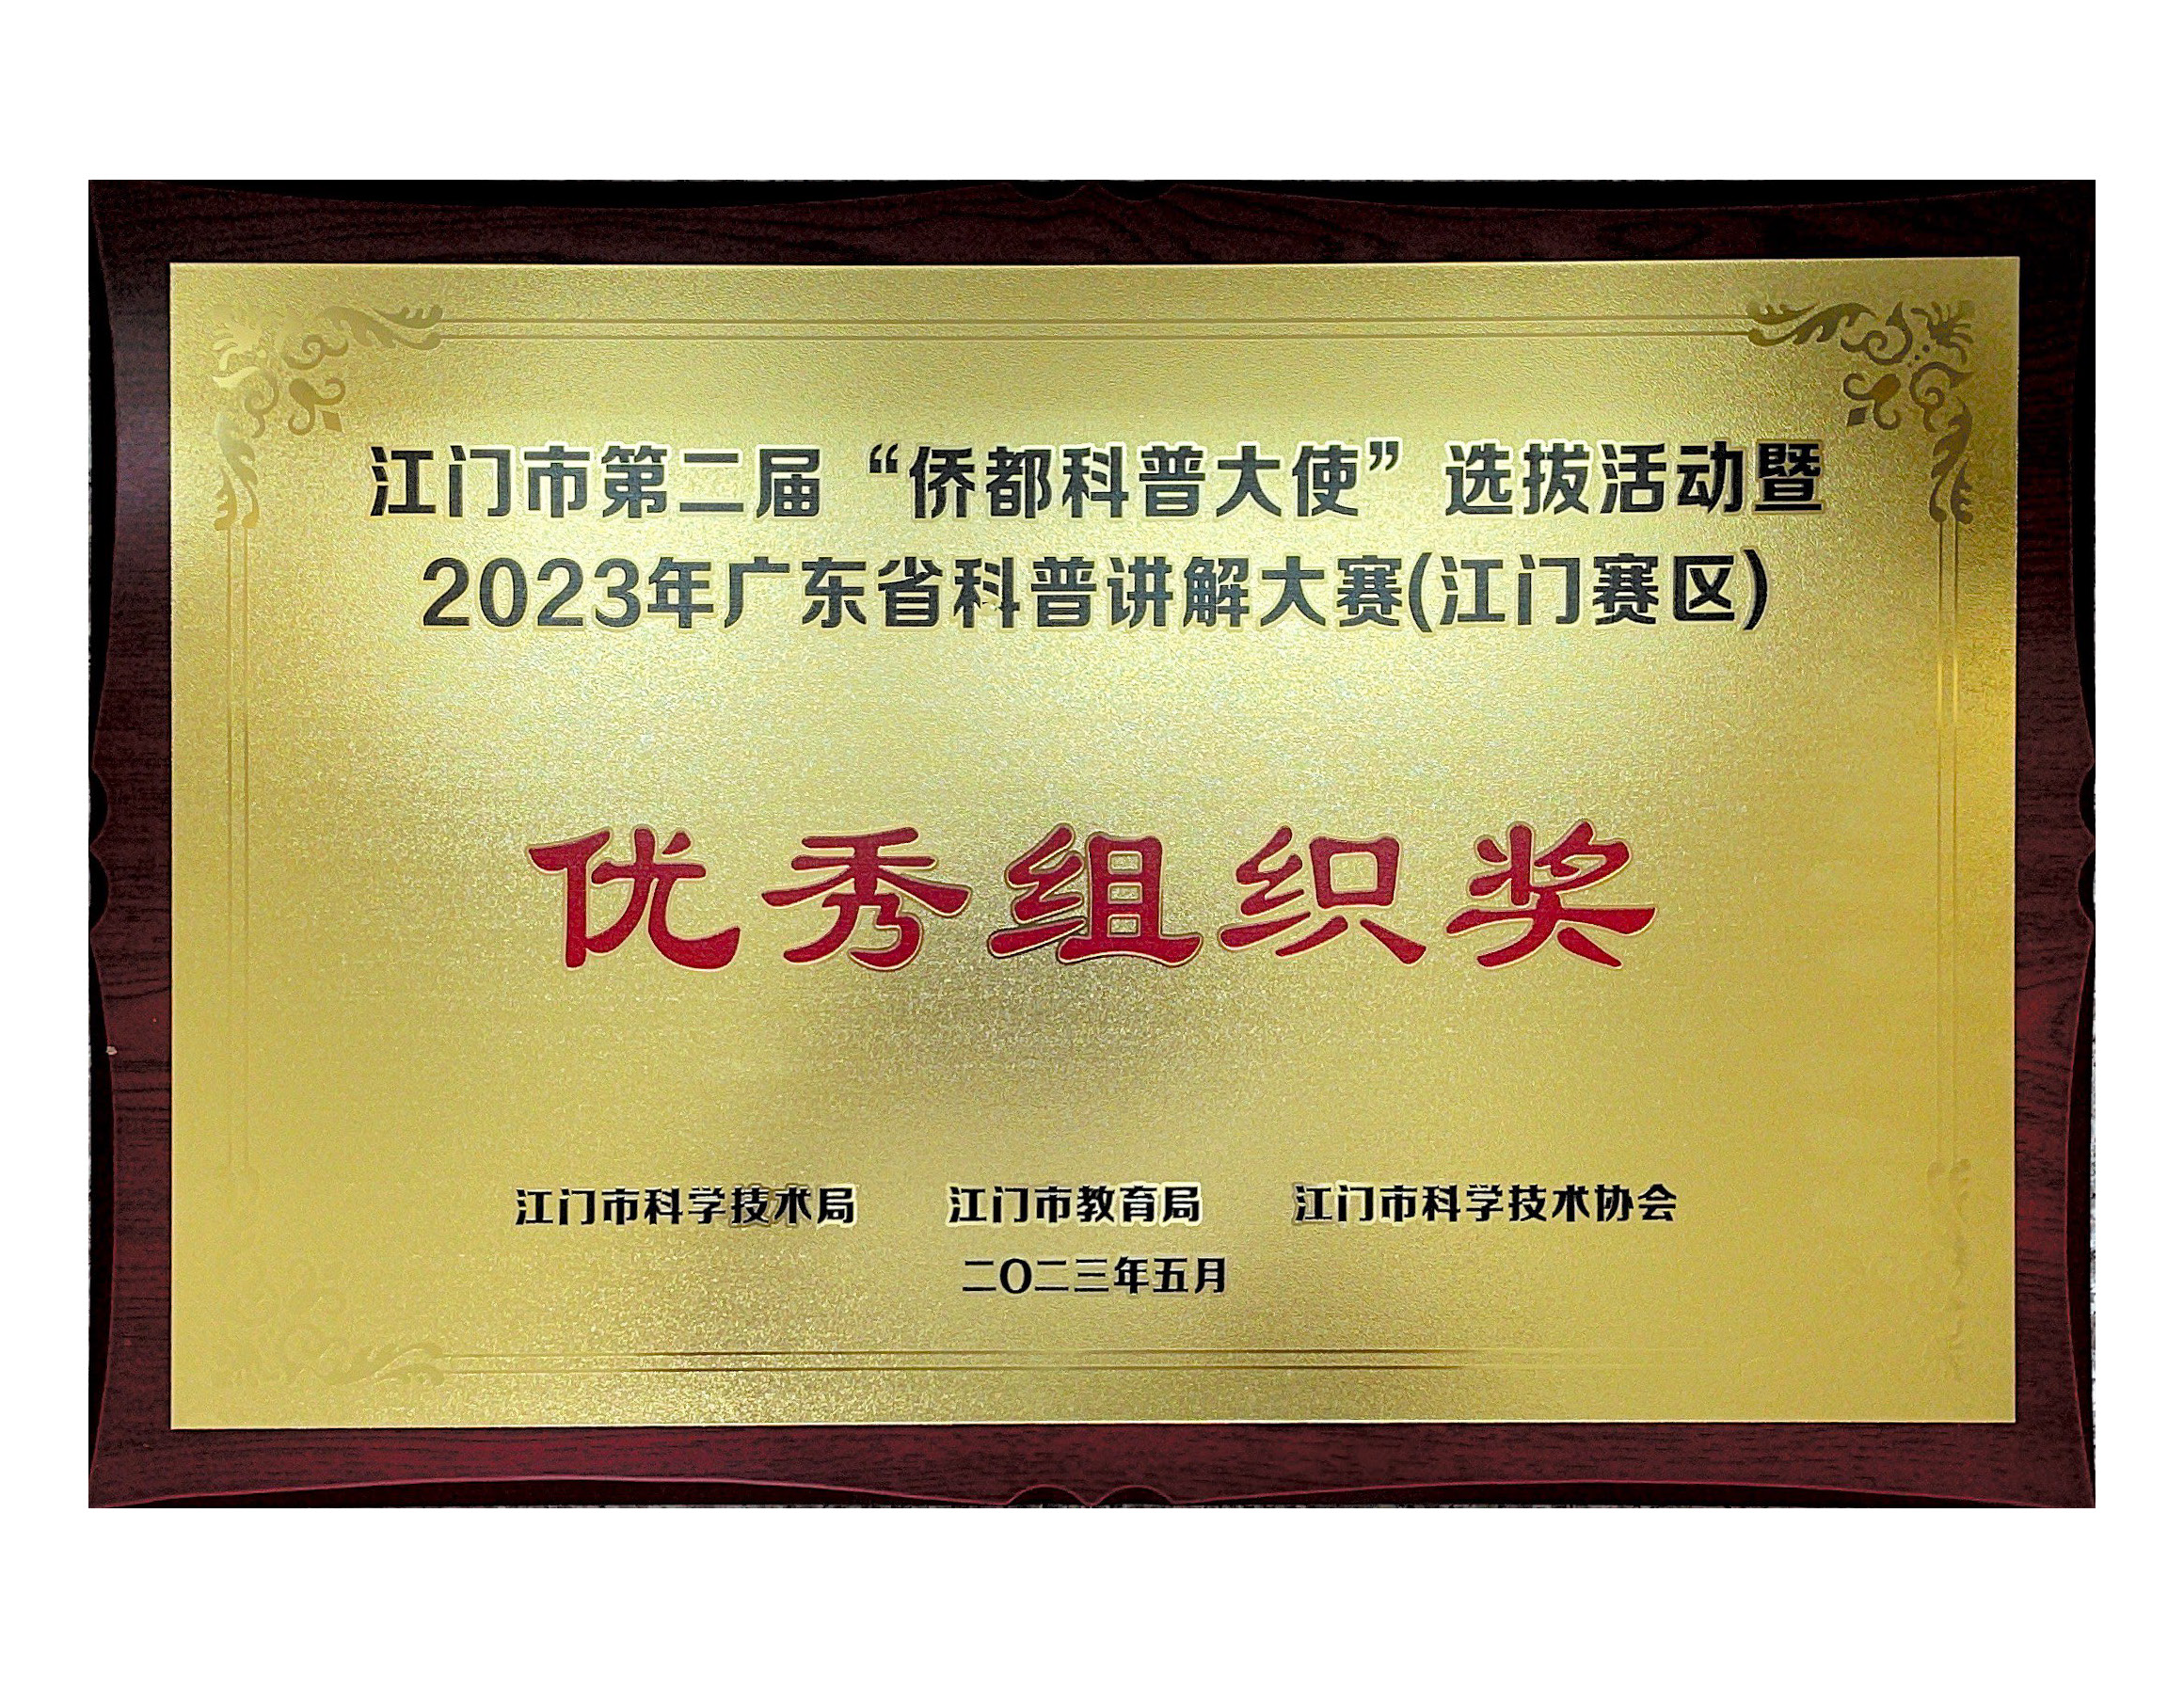 江门市第二届“侨都科普大使”选拔活动暨
2023年广东省科普讲解大赛(江门赛区)
优秀组织奖
江门市科学技术局 江门市教育局 江门市科学技术协会
二〇二三年五月